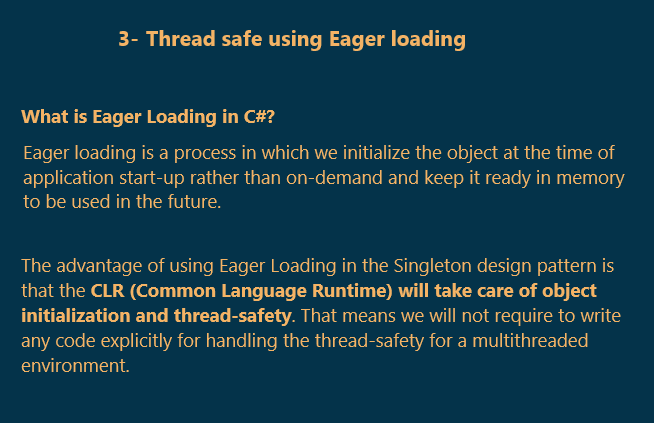 3- Thread safe using Eager loading
What is Eager Loading in C#?
Eager loading is a process in which we initialize the object at the time of
application start-up rather than on-demand and keep it ready in memory
to be used in the future.
The advantage of using Eager Loading in the Singleton design pattern is
that the CLR (Common Language Runtime) will take care of object
initialization and thread-safety. That means we will not require to write
any code explicitly for handling the thread-safety for a multithreaded
environment.